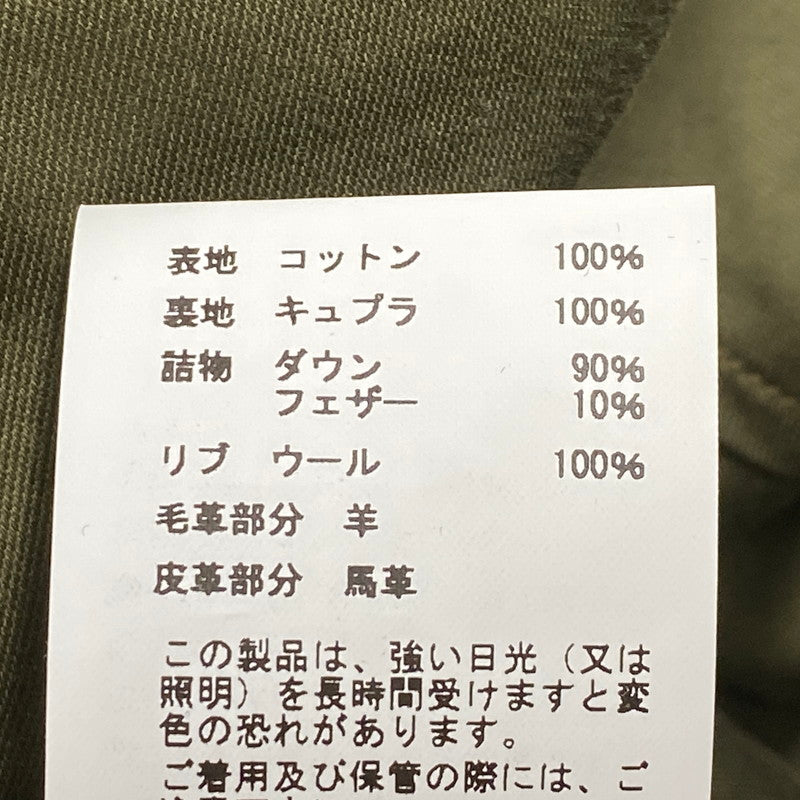 表地 コットン 100%
裏地 キュプラ 100%
詰物 ダウン 90%
フェザー 10%
リブ ウール 100%
毛革部分 羊
皮革部分 馬革
この製品は、強い日光(又は
照明)を長時間受けますと変
色の恐れがあります。
ご着用及び保管の際には、ご